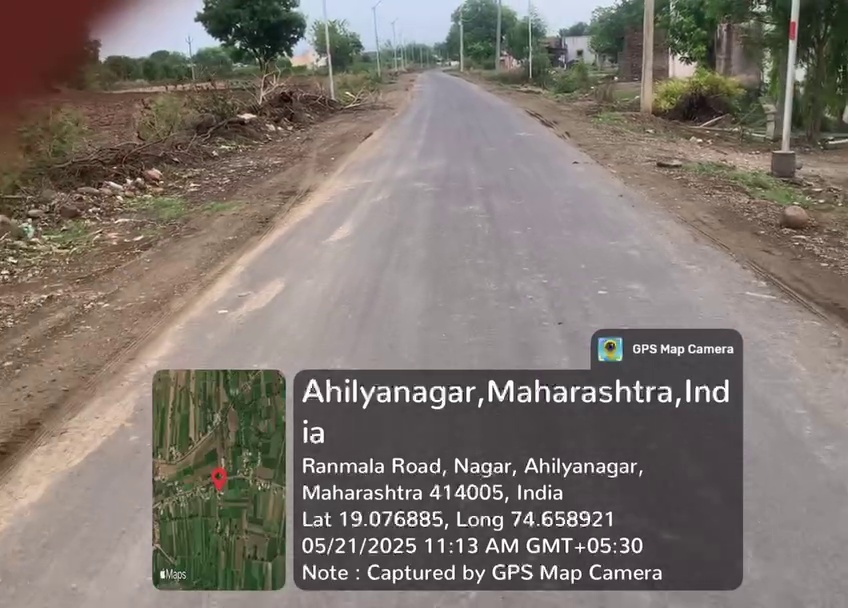 GPS Map Camera
Ahilyanagar,Maharashtra,Ind
ia
Ranmala Road, Nagar, Ahilyanagar,
Maharashtra 414005, India
Lat 19.076885, Long 74.658921
05/21/2025 11:13 AM GMT+05:30
Note : Captured by GPS Map Camera
Maps